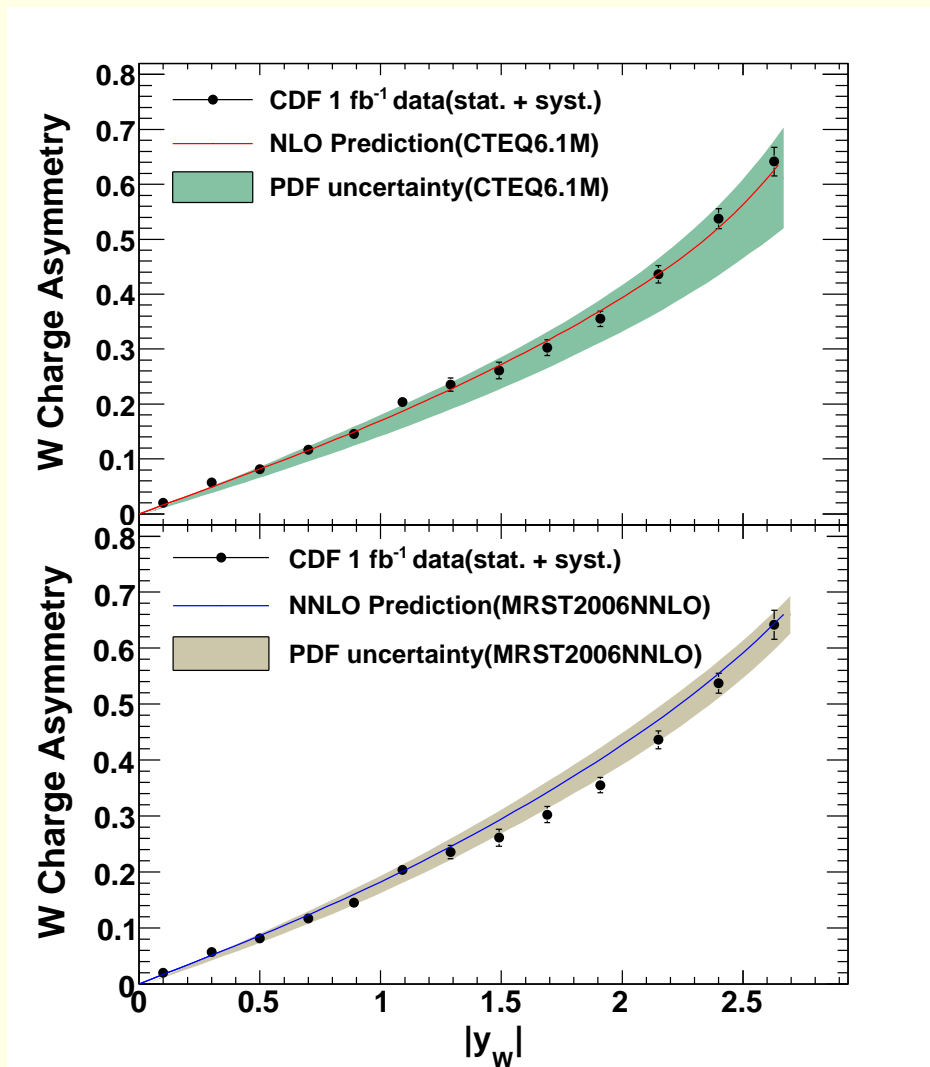 0.8
0.7
0.6
0.5
0.4
0.3
0.2
0.1
0
W Charge Asymmetry
CDF 1 fb⁻¹ data(stat. + syst.)
NLO Prediction(CTEQ6.1M)
PDF uncertainty(CTEQ6.1M)
0.8
0.7
0.6
0.5
0.4
0.3
0.2
0.1
0
W Charge Asymmetry
CDF 1 fb⁻¹ data(stat. + syst.)
NNLO Prediction(MRST2006NNLO)
PDF uncertainty(MRST2006NNLO)
0 0.5 1 1.5 2 2.5
|y_W|